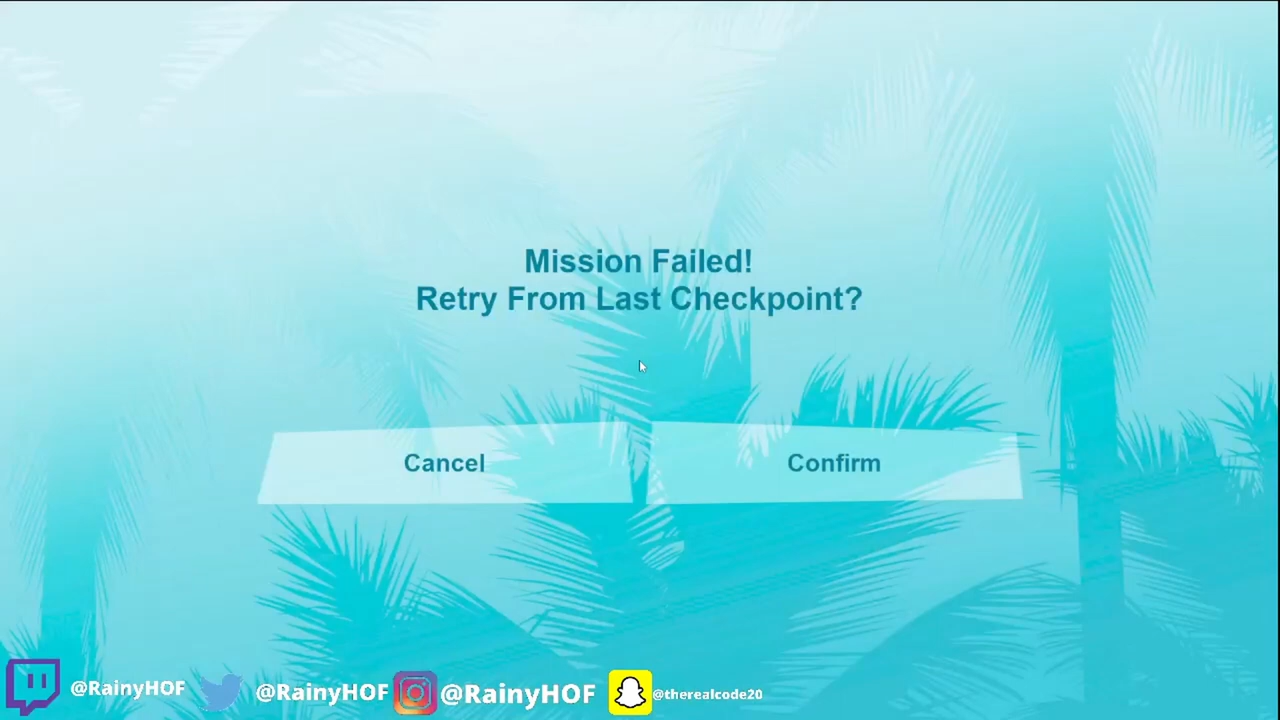 Mission Failed!
Retry From Last Checkpoint?
Cancel
Confirm
@RainyHOF
@RainyHOF
@RainyHOF
@therealcode20